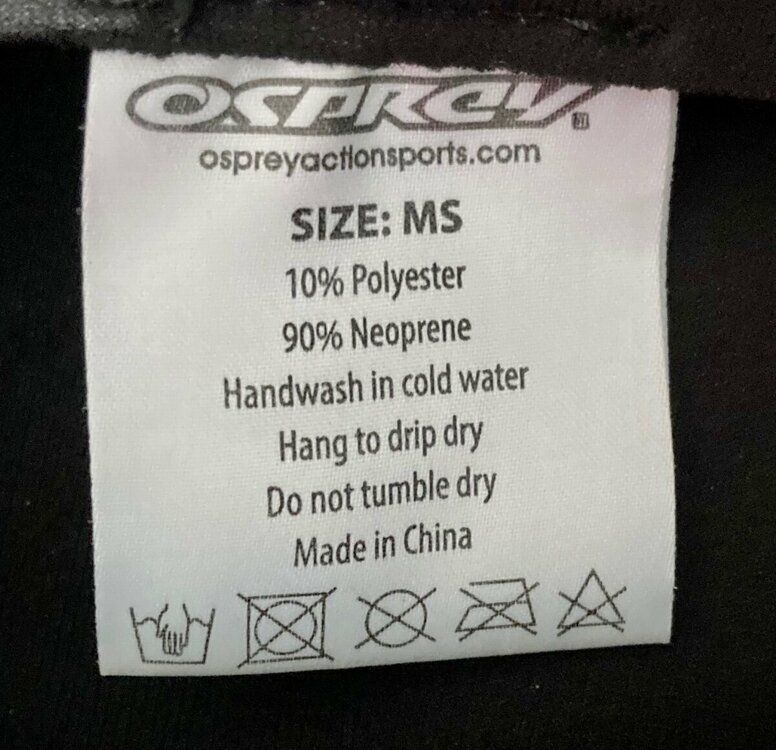 OSPREY
ospreyactionsports.com
SIZE: MS
10% Polyester
90% Neoprene
Handwash in cold water
Hang to drip dry
Do not tumble dry
Made in China